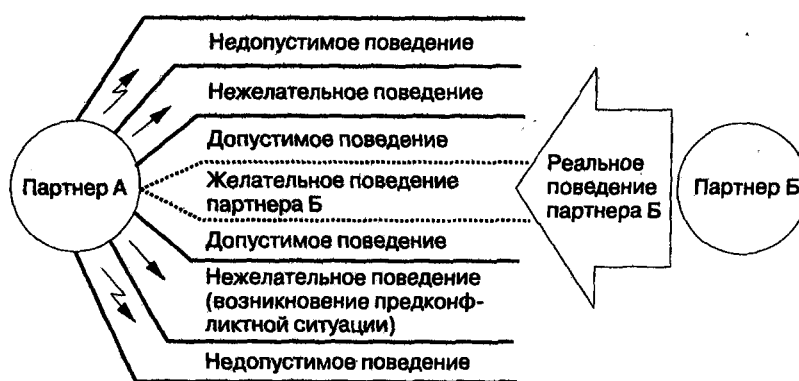 Недопустимое поведение
Нежелательное поведение
Допустимое поведение
Партнер А
Желательное поведение
партнера Б
Реальное
поведение
партнера Б
Партнер Б
Допустимое поведение
Нежелательное поведение
(возникновение предконф-
ликтной ситуации)
Недопустимое поведение